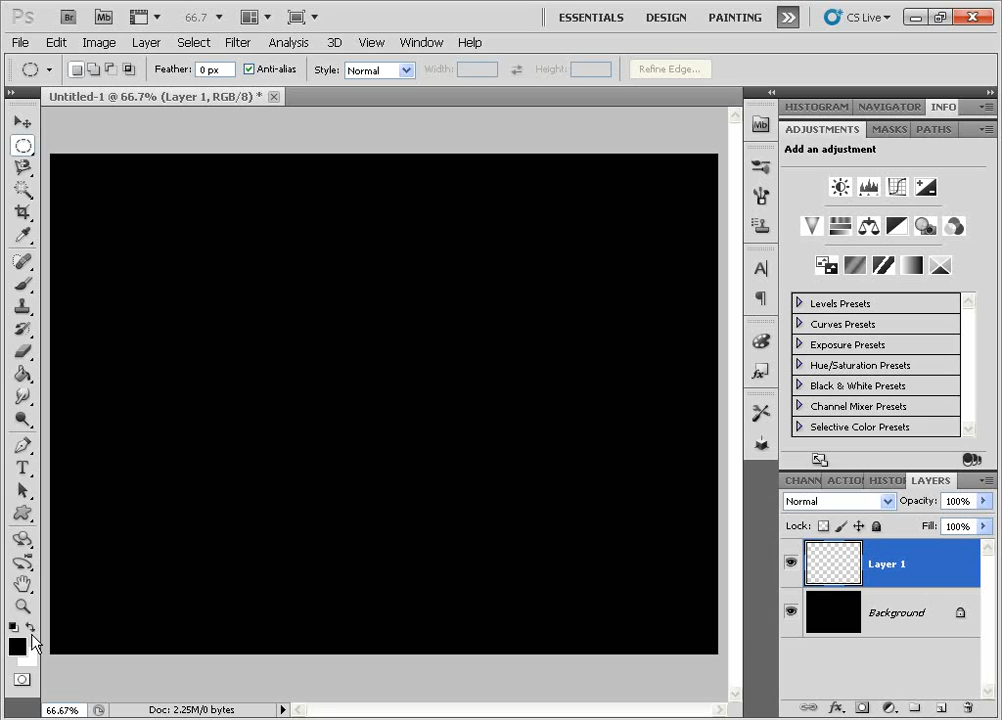 Ps Br Mb 66.7 ESSENTIALS DESIGN PAINTING CS Live
File Edit Image Layer Select Filter Analysis 3D View Window Help
Feather: 0 px Anti-alias Style: Normal Width: Height: Refine Edge...
Untitled-1 @ 66.7% (Layer 1, RGB/8) *
HISTOGRAM NAVIGATOR INFO
Mb
ADJUSTMENTS MASKS PATHS
Add an adjustment
Levels Presets
Curves Presets
Exposure Presets
Hue/Saturation Presets
Black & White Presets
Channel Mixer Presets
Selective Color Presets
CHANN ACTIO HISTOF LAYERS
Normal Opacity: 100%
Lock: Fill: 100%
Layer 1
Background
66.67% Doc: 2.25M/0 bytes